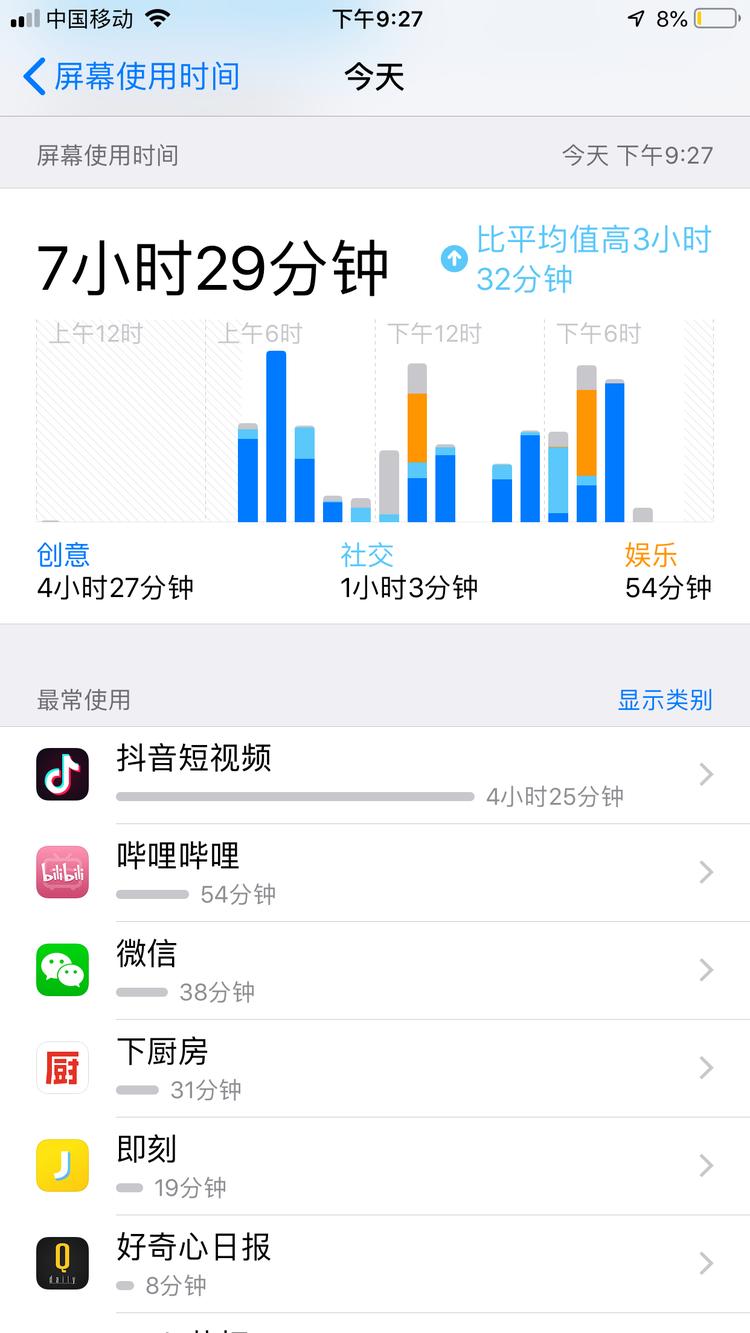 中国移动 下午9:27 8%
屏幕使用时间 今天
屏幕使用时间 今天 下午9:27
7小时29分钟
比平均值高3小时
32分钟
上午12时 上午6时 下午12时 下午6时
创意 社交 娱乐
4小时27分钟 1小时3分钟 54分钟
最常使用 显示类别
抖音短视频
4小时25分钟
bilibili
哔哩哔哩
54分钟
微信
38分钟
厨
下厨房
31分钟
J
即刻
19分钟
Q
daily
好奇心日报
8分钟